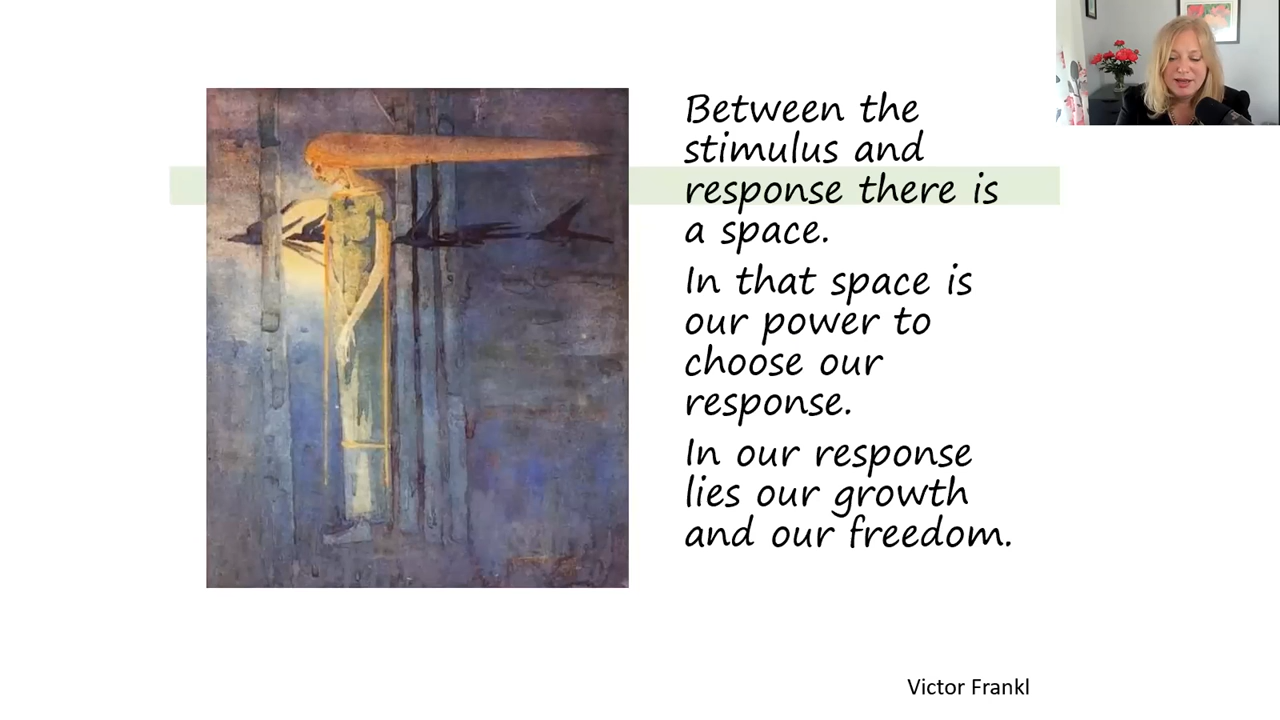 Between the
stimulus and
response there is
a space.
In that space is
our power to
choose our
response.
In our response
lies our growth
and our freedom.
Victor Frankl